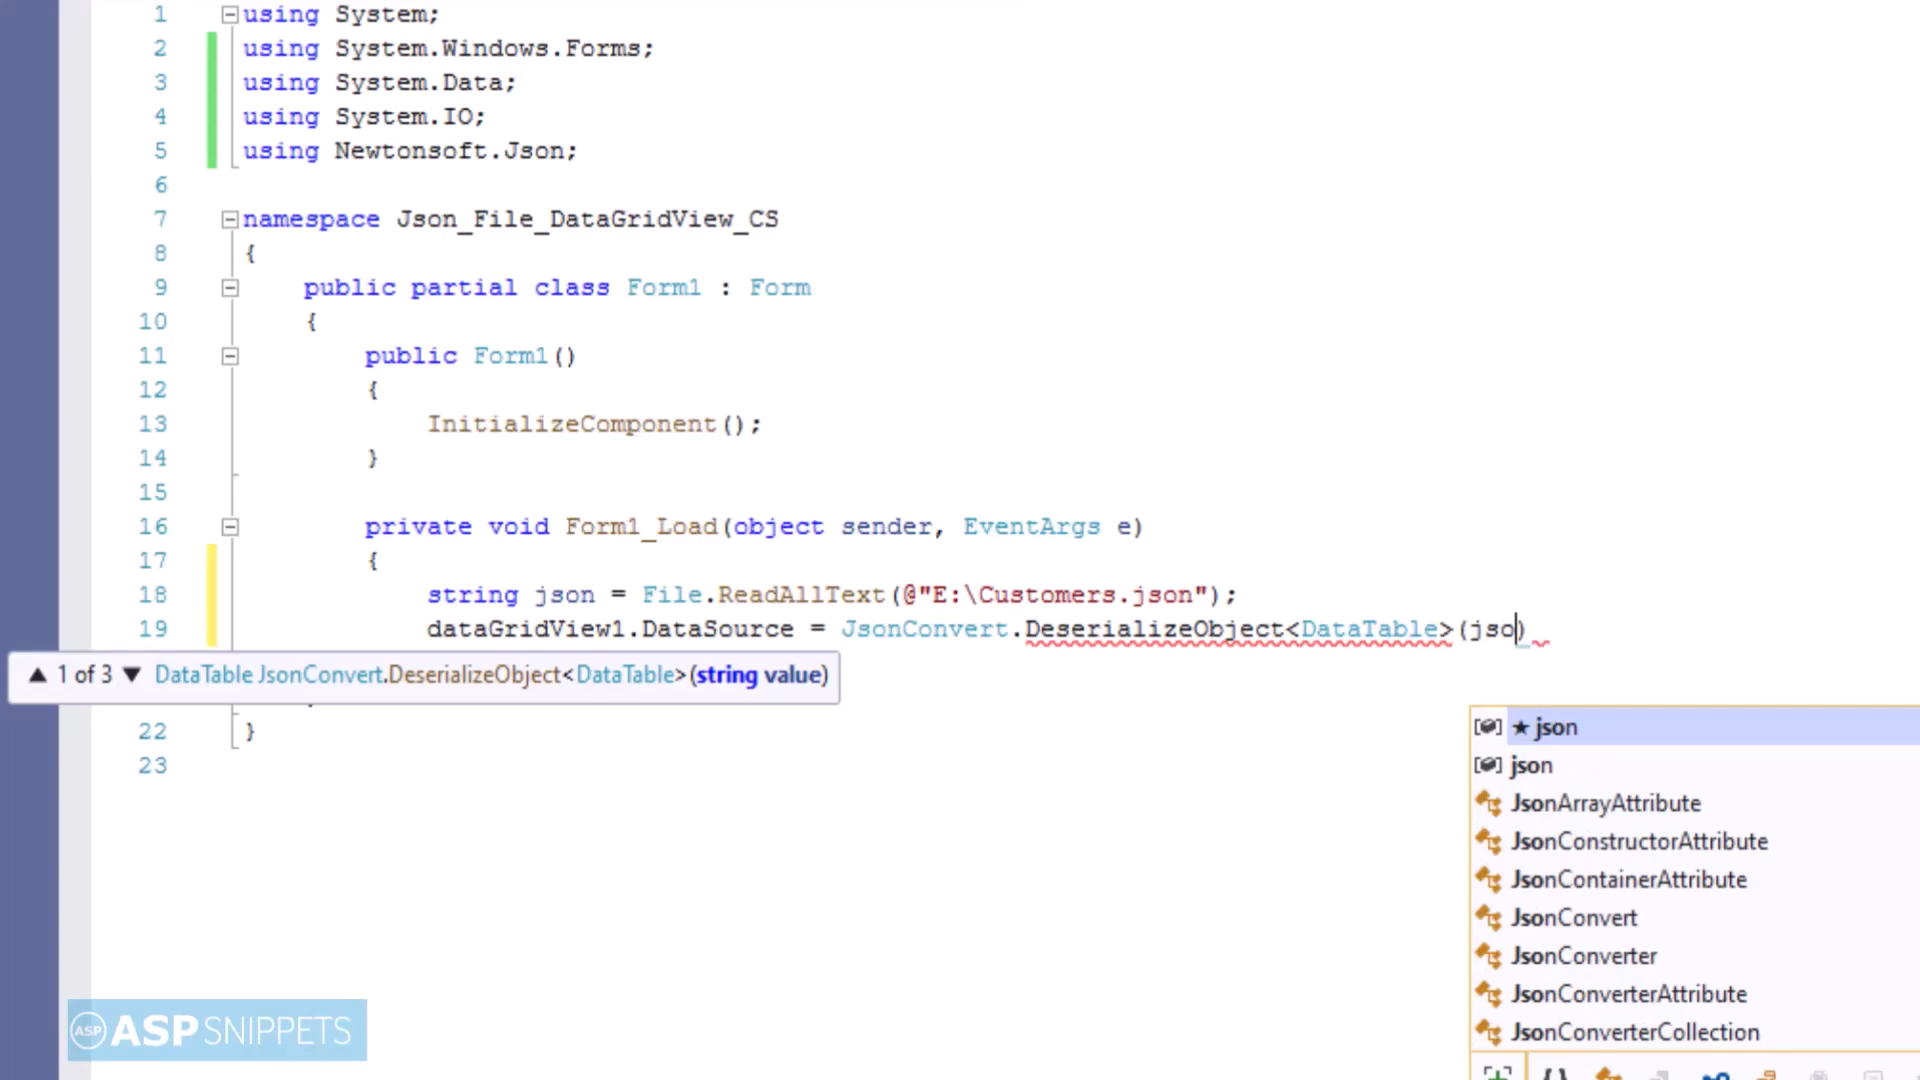 1 using System;
2 using System.Windows.Forms;
3 using System.Data;
4 using System.IO;
5 using Newtonsoft.Json;
6
7 namespace Json_File_DataGridView_CS
8 {
9 public partial class Form1 : Form
10 {
11 public Form1()
12 {
13 InitializeComponent();
14 }
15
16 private void Form1_Load(object sender, EventArgs e)
17 {
18 string json = File.ReadAllText(@"E:\Customers.json");
19 dataGridView1.DataSource = JsonConvert.DeserializeObject<DataTable>(jso)
▲ 1 of 3 ▼ DataTable JsonConvert.DeserializeObject<DataTable>(string value)
22 }
23
★ json
json
JsonArrayAttribute
JsonConstructorAttribute
JsonContainerAttribute
JsonConvert
JsonConverter
JsonConverterAttribute
JsonConverterCollection
ASP ASPSNIPPETS